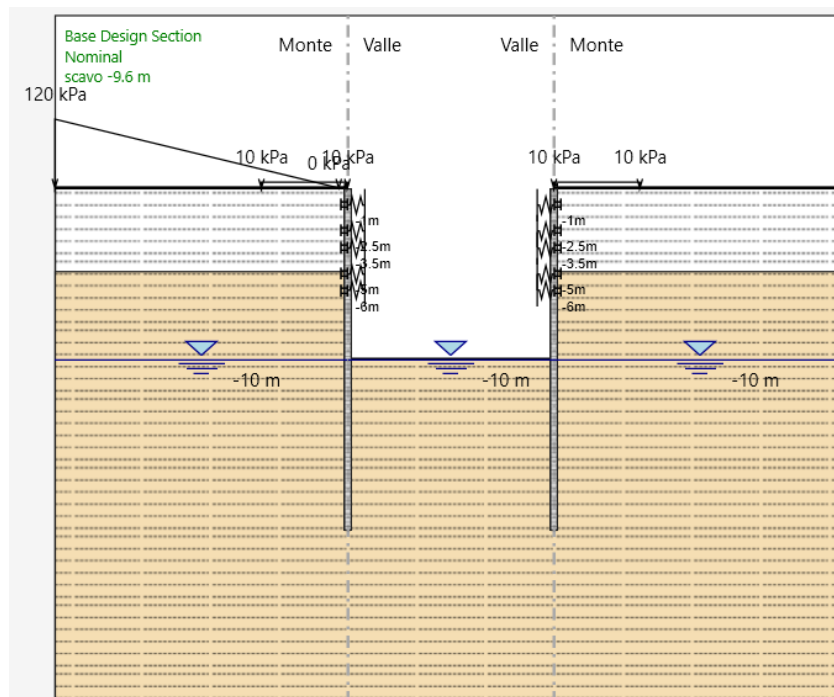 Base Design Section
Nominal
scavo -9.6 m
Monte Valle Valle Monte
120 kPa
10 kPa 0 kPa 10 kPa 10 kPa 10 kPa
-1m -1m
-2.5m -2.5m
-3.5m -3.5m
-5m -5m
-6m -6m
-10 m -10 m -10 m